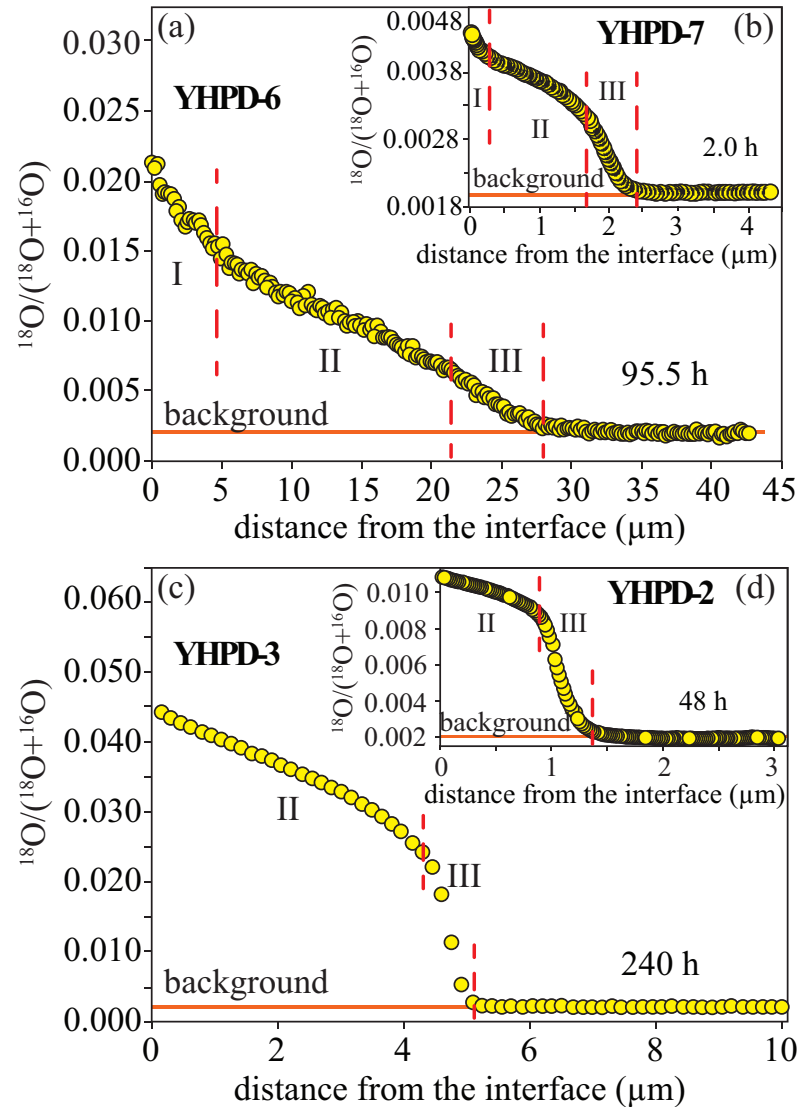 (a)
YHPD-6
¹⁸O/(¹⁸O+¹⁶O)
0.030
0.025
0.020
0.015
0.010
0.005
0.000
I
II
III
95.5 h
background
0 5 10 15 20 25 30 35 40 45
distance from the interface (µm)
(b)
YHPD-7
¹⁸O/(¹⁸O+¹⁶O)
0.0048
0.0038
0.0028
0.0018
I
II
III
2.0 h
background
0 1 2 3 4
distance from the interface (µm)
(c)
YHPD-3
¹⁸O/(¹⁸O+¹⁶O)
0.060
0.050
0.040
0.030
0.020
0.010
0.000
II
III
240 h
background
0 2 4 6 8 10
distance from the interface (µm)
(d)
YHPD-2
¹⁸O/(¹⁸O+¹⁶O)
0.010
0.008
0.006
0.004
0.002
II
III
48 h
background
0 1 2 3
distance from the interface (µm)